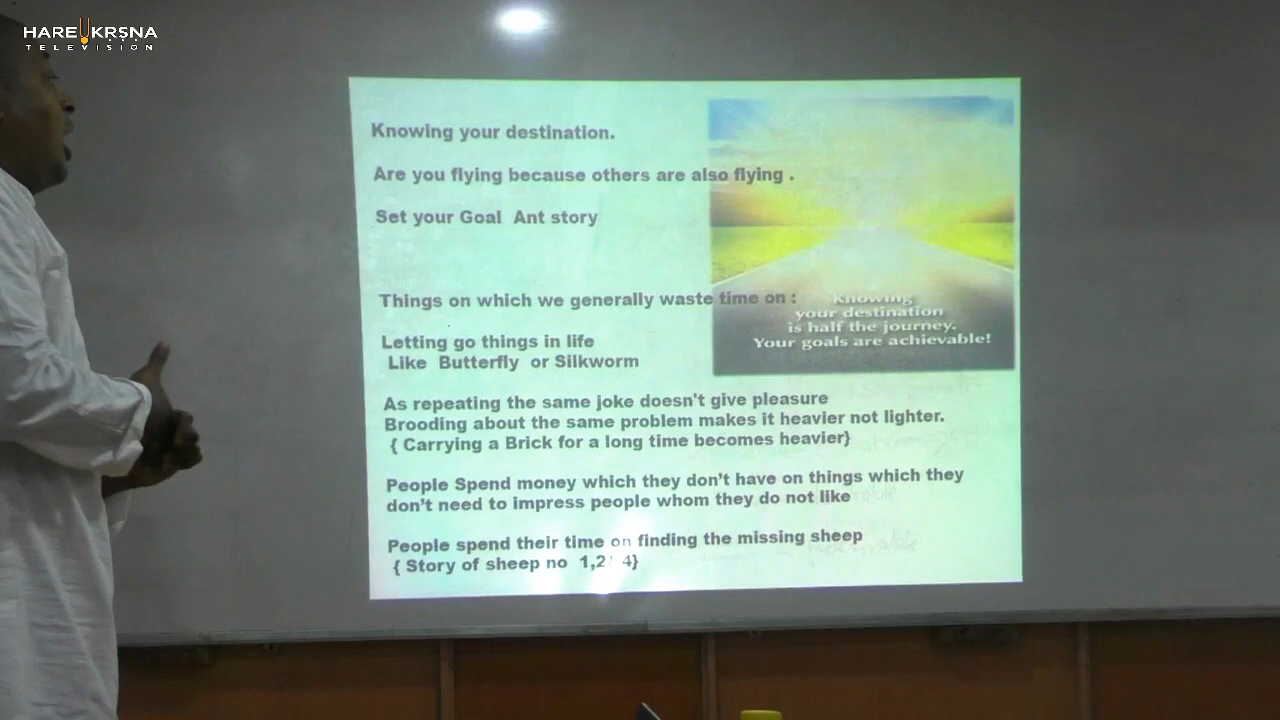 HARE KRSNA
TELEVISION
Knowing your destination.
Are you flying because others are also flying .
Set your Goal Ant story
Things on which we generally waste time on :
Knowing
your destination
is half the journey.
Your goals are achievable!
Letting go things in life
Like Butterfly or Silkworm
As repeating the same joke doesn't give pleasure
Brooding about the same problem makes it heavier not lighter.
{ Carrying a Brick for a long time becomes heavier}
People Spend money which they don't have on things which they
don't need to impress people whom they do not like
People spend their time on finding the missing sheep
{ Story of sheep no 1,2 4}